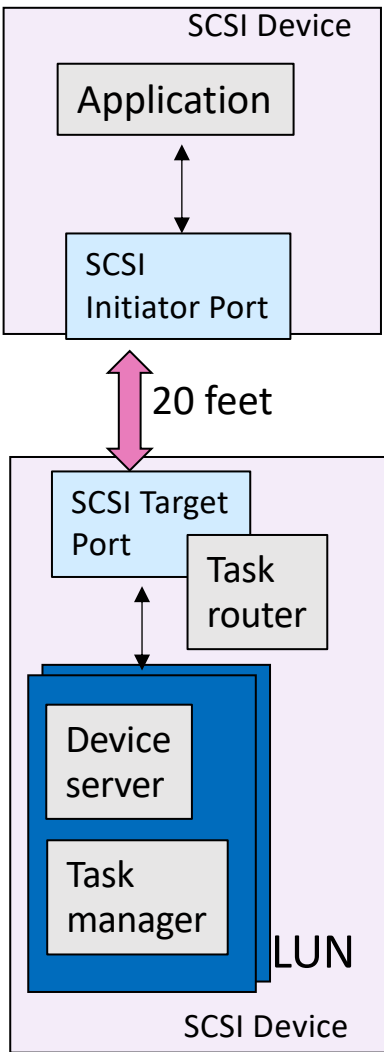 SCSI Device
Application
SCSI
Initiator Port
20 feet
SCSI Target
Port
Task
router
Device
server
Task
manager
LUN
SCSI Device